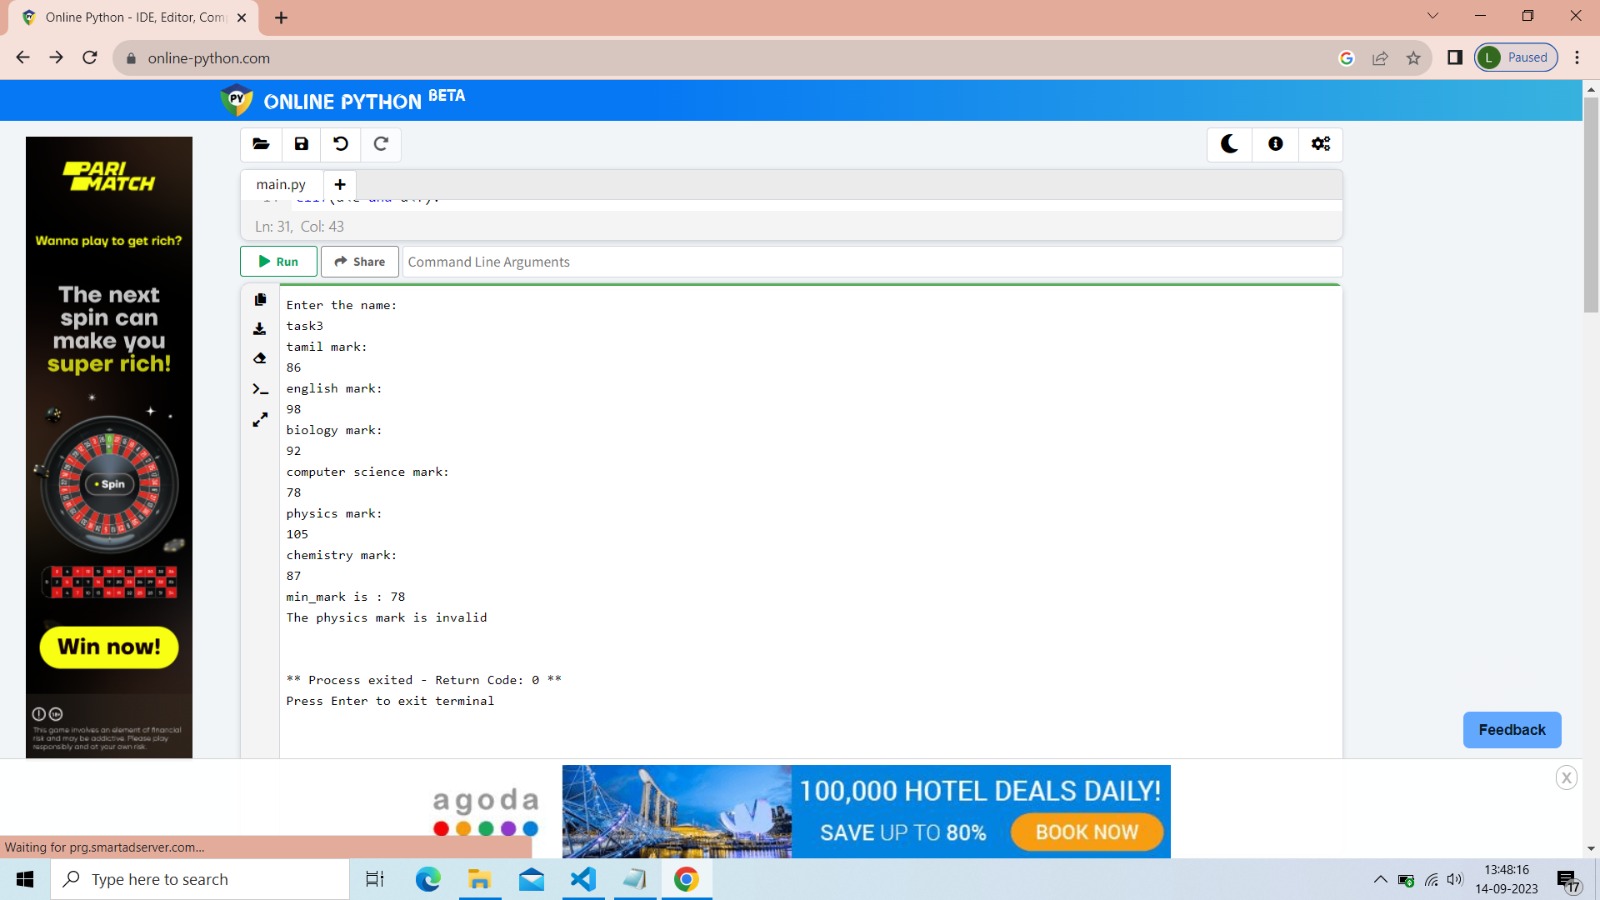 Online Python - IDE, Editor, Com
online-python.com
L Paused
PY ONLINE PYTHON BETA
PARI
MATCH
Wanna play to get rich?
The next
spin can
make you
super rich!
Spin
Win now!
18+
This game involves an element of financial
risk and may be addictive. Please play
responsibly and at your own risk.
main.py
Ln: 31, Col: 43
Run Share Command Line Arguments
Enter the name:
task3
tamil mark:
86
english mark:
98
biology mark:
92
computer science mark:
78
physics mark:
105
chemistry mark:
87
min_mark is : 78
The physics mark is invalid
** Process exited - Return Code: 0 **
Press Enter to exit terminal
Feedback
agoda
100,000 HOTEL DEALS DAILY!
SAVE UP TO 80% BOOK NOW
X
Waiting for prg.smartadserver.com...
Type here to search
13:48:16
14-09-2023
17